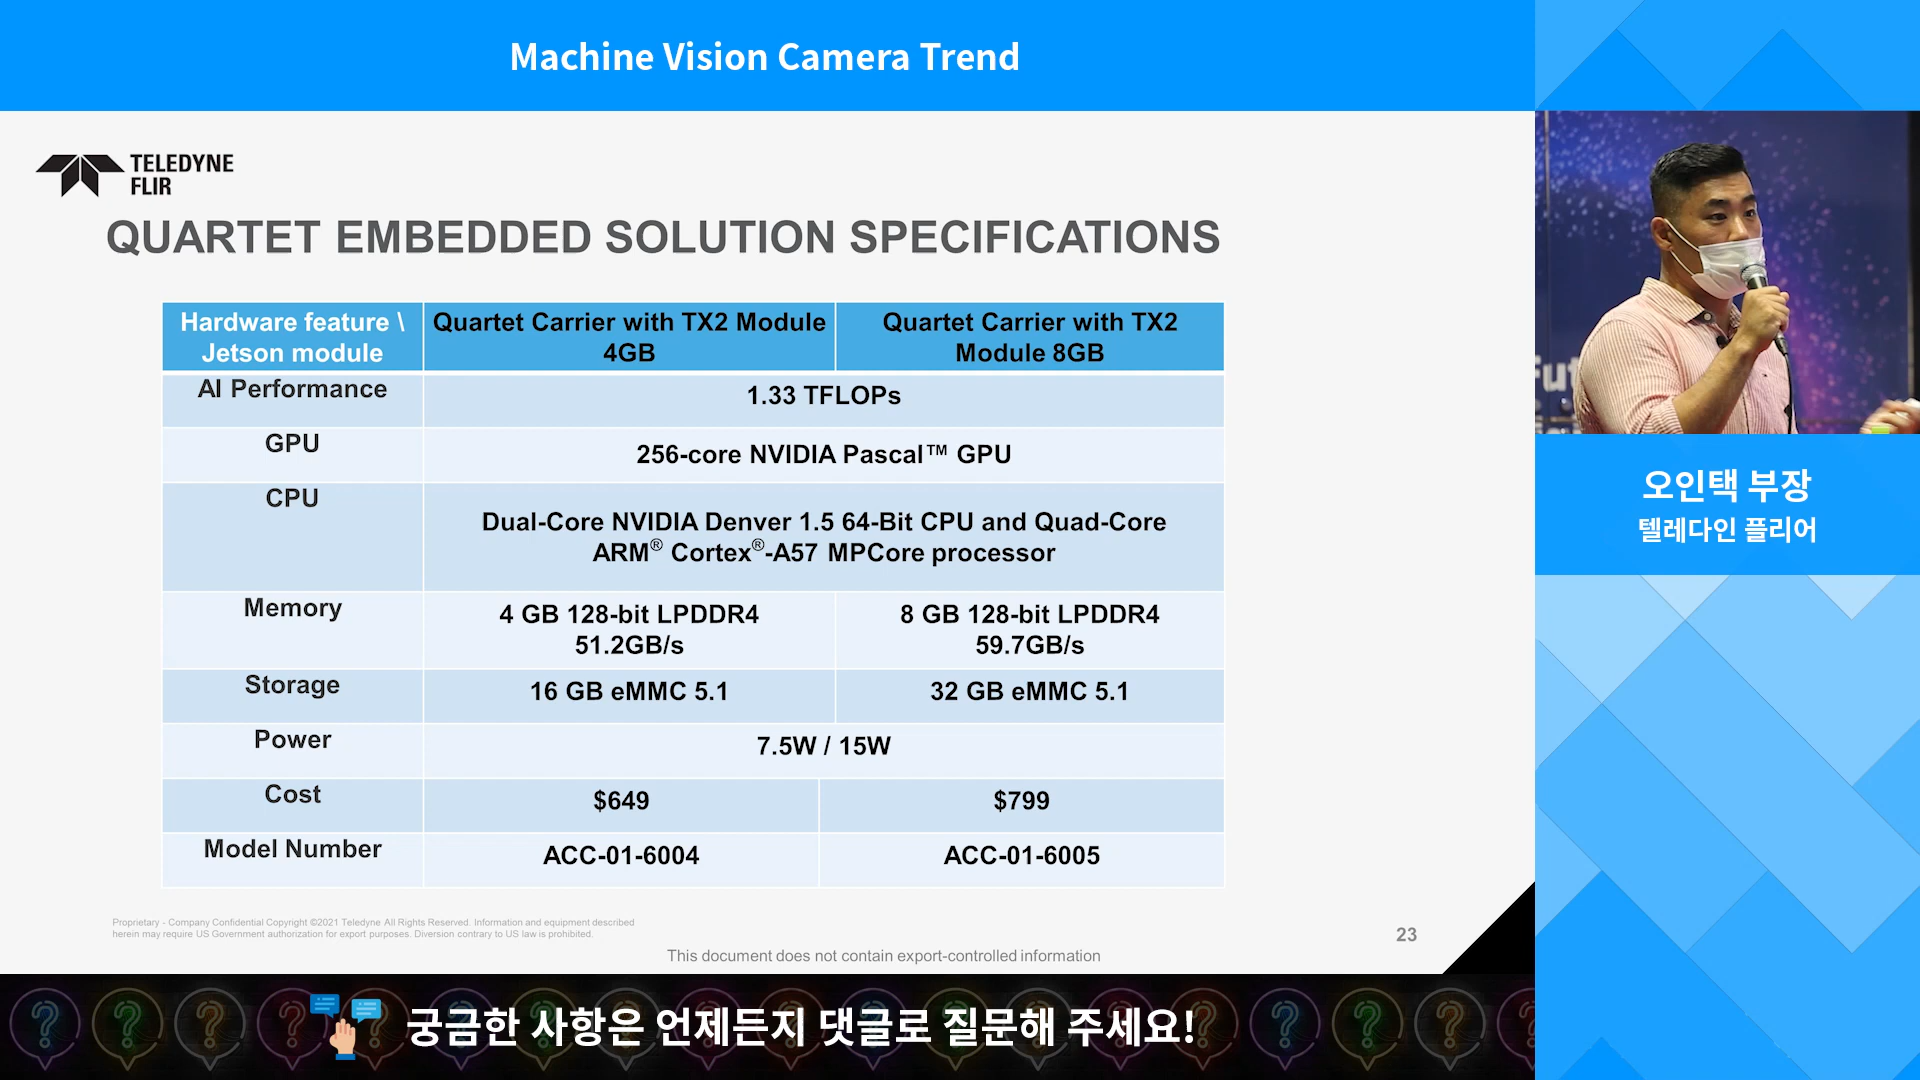 Machine Vision Camera Trend
TELEDYNE
FLIR
QUARTET EMBEDDED SOLUTION SPECIFICATIONS
Hardware feature \
Jetson module
Quartet Carrier with TX2 Module
4GB
Quartet Carrier with TX2
Module 8GB
AI Performance
1.33 TFLOPs
GPU
256-core NVIDIA Pascal™ GPU
CPU
Dual-Core NVIDIA Denver 1.5 64-Bit CPU and Quad-Core
ARM® Cortex®-A57 MPCore processor
Memory
4 GB 128-bit LPDDR4
51.2GB/s
8 GB 128-bit LPDDR4
59.7GB/s
Storage
16 GB eMMC 5.1
32 GB eMMC 5.1
Power
7.5W / 15W
Cost
$649
$799
Model Number
ACC-01-6004
ACC-01-6005
Proprietary - Company Confidential Copyright ©2021 Teledyne All Rights Reserved. Information and equipment described
herein may require US Government authorization for export purposes. Diversion contrary to US law is prohibited.
23
This document does not contain export-controlled information
오인택 부장
텔레다인 플리어
궁금한 사항은 언제든지 댓글로 질문해 주세요!